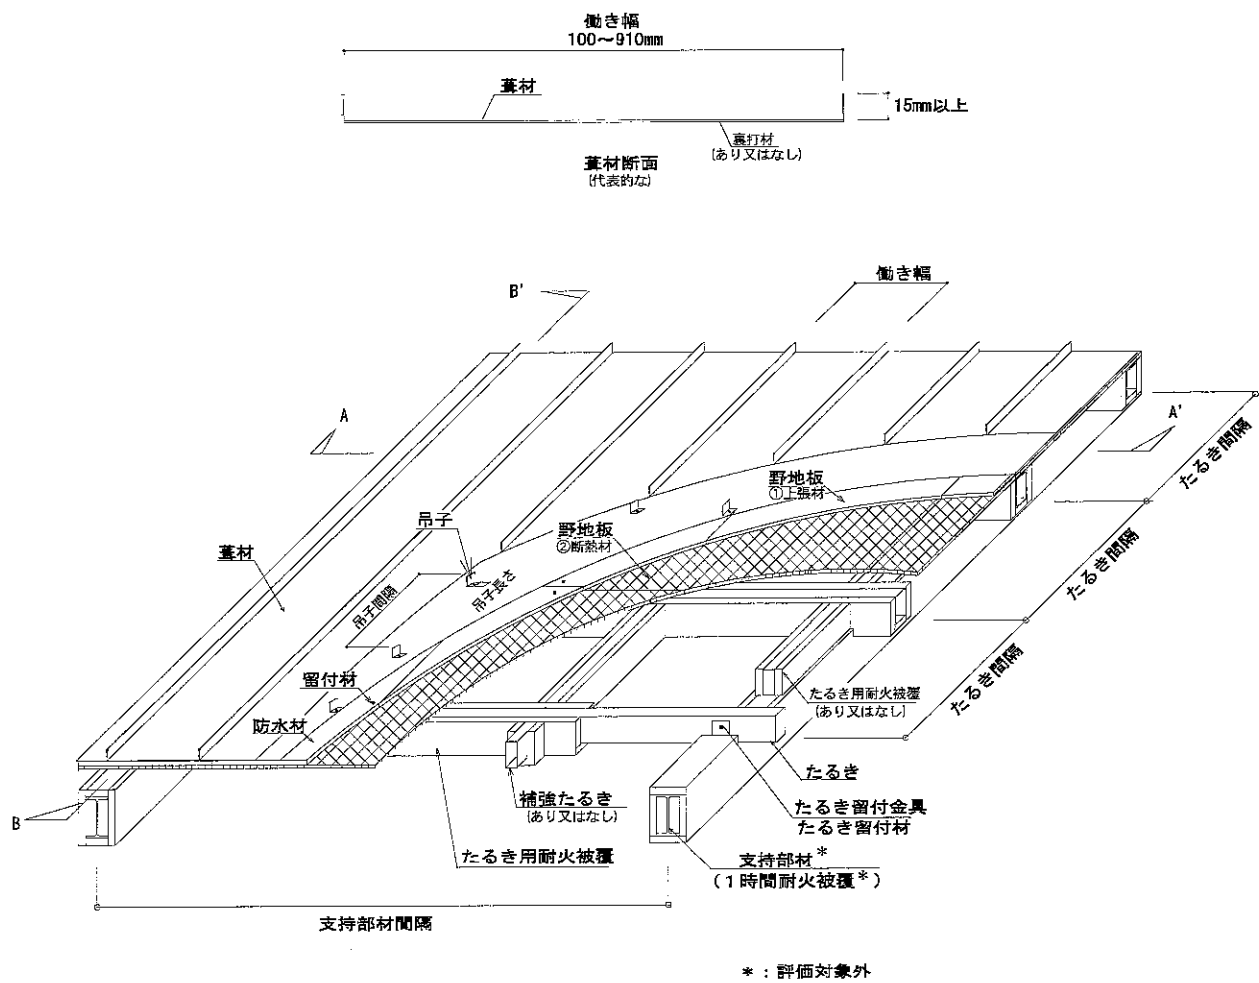 働き幅
100～910mm
葺材
15mm以上
裏打材
(あり又はなし)
葺材断面
(代表的な)
働き幅
B'
A
A'
たるき間隔
野地板
①上張材
吊子
野地板
②断熱材
葺材
吊子間隔
吊子長さ
たるき間隔
たるき間隔
留付材
防水材
たるき用耐火被覆
(あり又はなし)
たるき
補強たるき
(あり又はなし)
たるき留付金具
たるき留付材
B
たるき用耐火被覆
支持部材*
(1時間耐火被覆*)
支持部材間隔
*：評価対象外